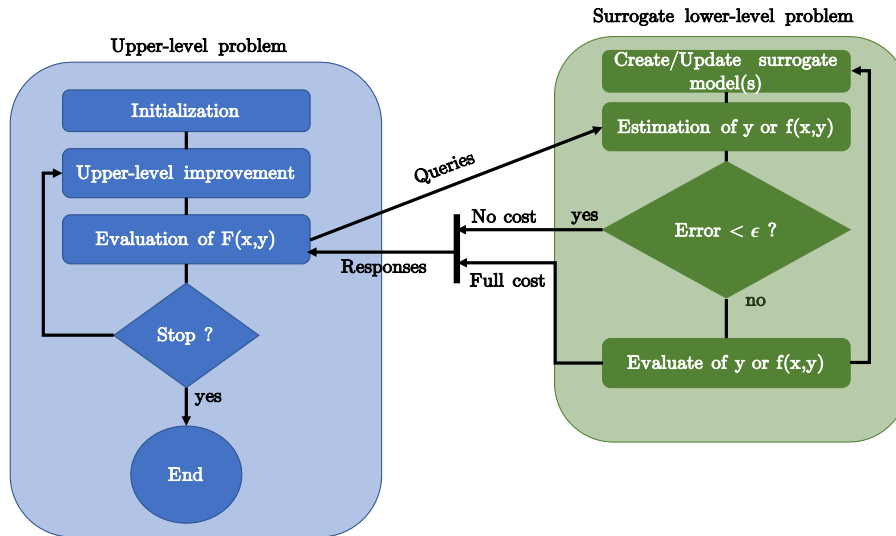 Upper-level problem
Initialization
Upper-level improvement
Evaluation of F(x,y)
Stop ?
yes
End
Queries
Responses
No cost
Full cost
Surrogate lower-level problem
Create/Update surrogate
model(s)
Estimation of y or f(x,y)
yes
Error < ϵ ?
no
Evaluate of y or f(x,y)